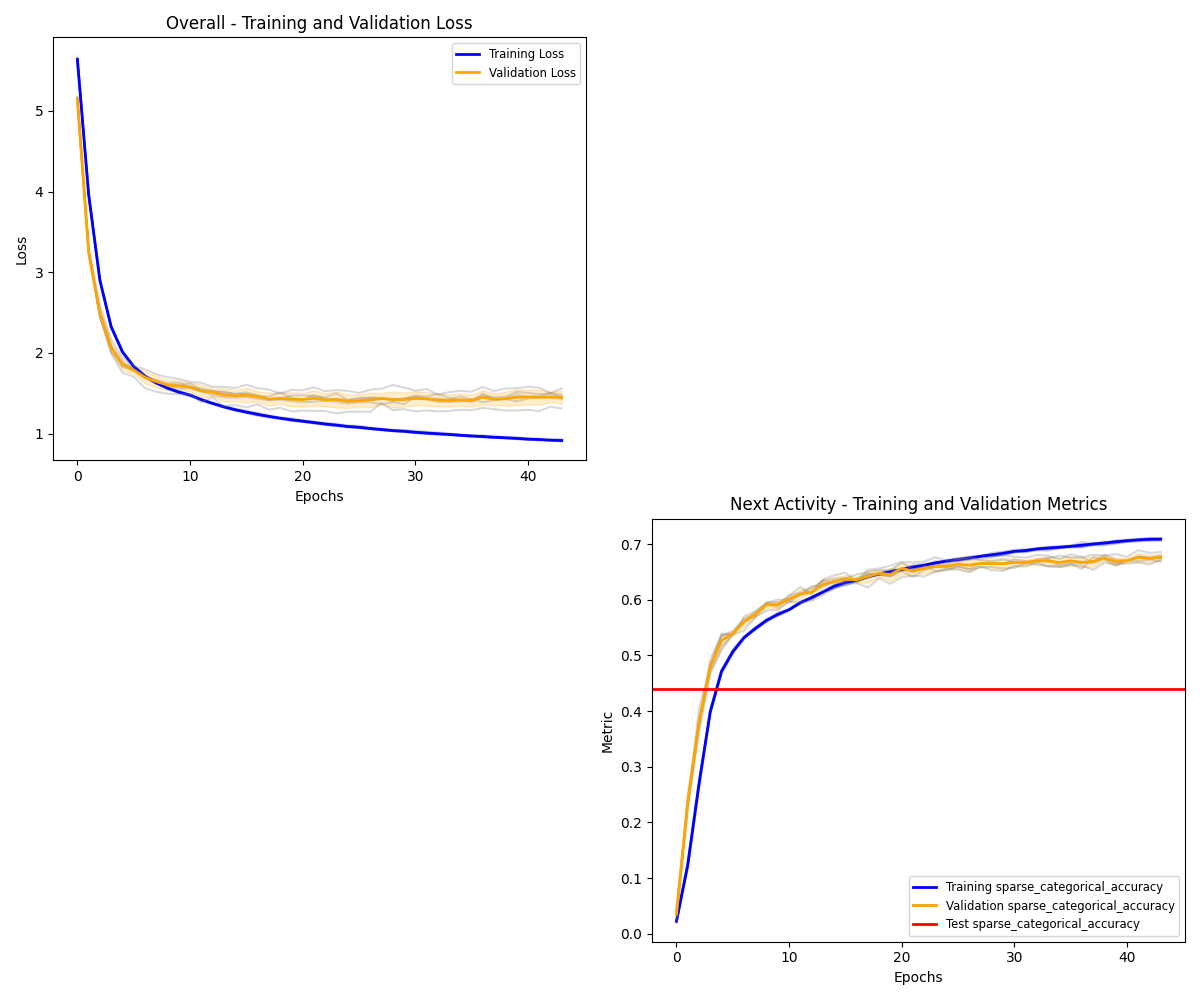 Overall - Training and Validation Loss
Training Loss
Validation Loss
5
4
3
2
1
Loss
0 10 20 30 40
Epochs
Next Activity - Training and Validation Metrics
0.7
0.6
0.5
0.4
0.3
0.2
0.1
0.0
Metric
Training sparse_categorical_accuracy
Validation sparse_categorical_accuracy
Test sparse_categorical_accuracy
0 10 20 30 40
Epochs